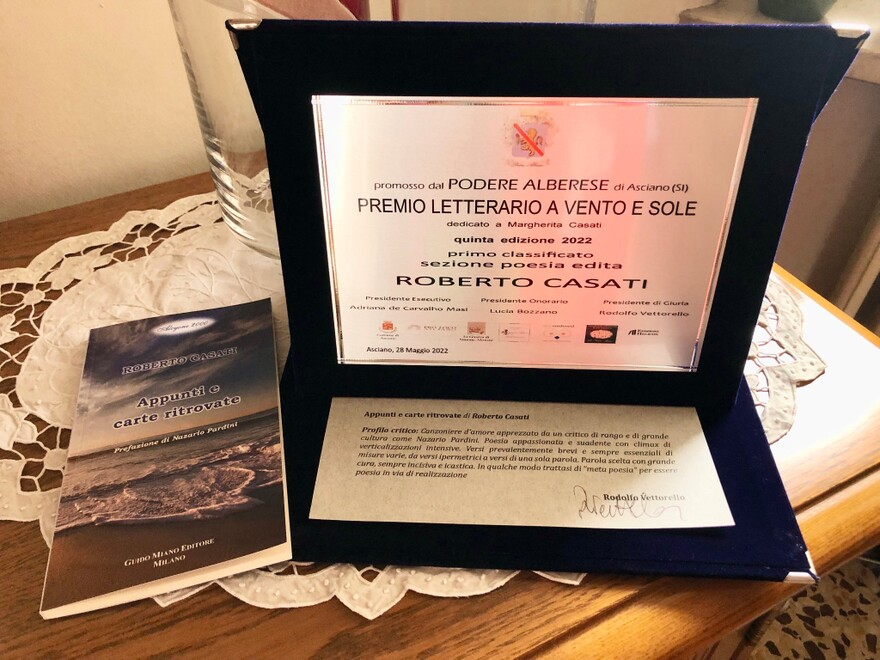 promosso dal PODERE ALBERESE di Asciano (SI)
PREMIO LETTERARIO A VENTO E SOLE
dedicato a Margherita Casati
quinta edizione 2022
primo classificato
sezione poesia edita
ROBERTO CASATI
Presidente Esecutivo Presidente Onorario Presidente di Giuria
Adriana de Carvalho Masi Lucia Bozzano Rodolfo Vettorello
Asciano, 28 Maggio 2022
Appunti e carte ritrovate di Roberto Casati
Profilo critico: Canzoniere d'amore apprezzato da un critico di rango e di grande
cultura come Nazario Pardini. Poesia appassionata e suadente con climax di
verticalizzazioni intensive. Versi prevalentemente brevi e sempre essenziali di
misure varie, da versi ipermetrici a versi di una sola parola. Parola scelta con grande
cura, sempre incisiva e icastica. In qualche modo trattasi di "meta poesia" per essere
poesia in via di realizzazione
Rodolfo Vettorello
ROBERTO CASATI
Appunti e
carte ritrovate
Prefazione di Nazario Pardini
GUIDO MIANO EDITORE
MILANO